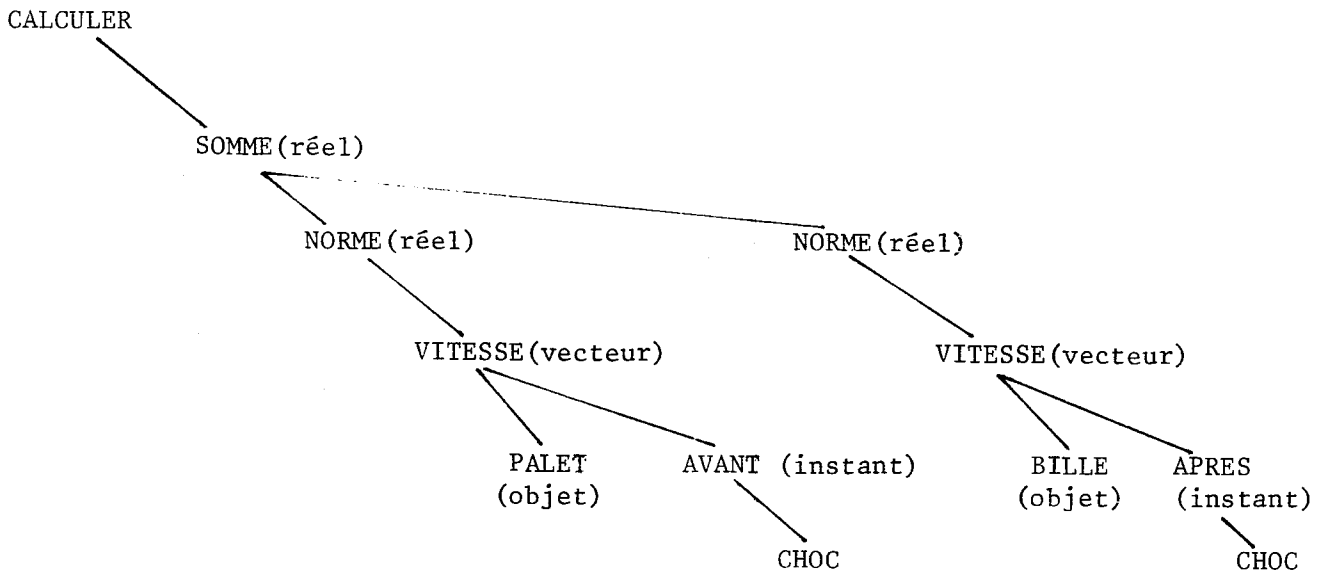 CALCULER
SOMME(réel)
NORME(réel) NORME(réel)
VITESSE(vecteur) VITESSE(vecteur)
PALET AVANT (instant) BILLE APRES
(objet) (objet) (instant)
CHOC CHOC